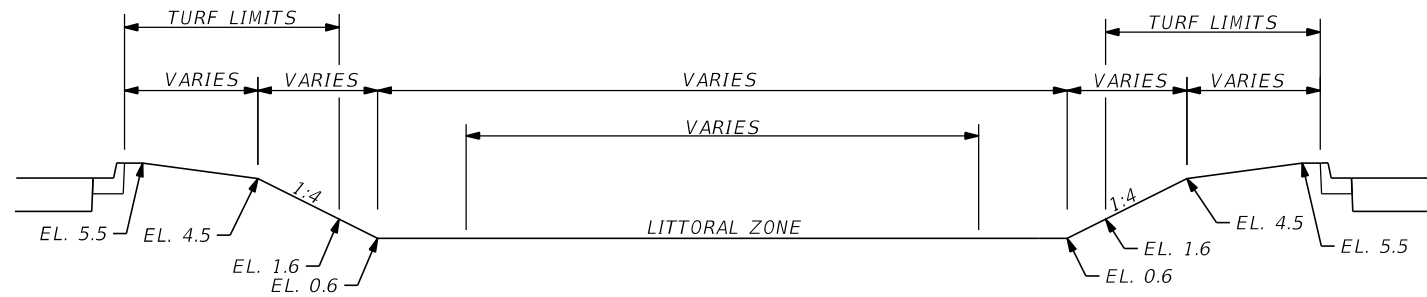 TURF LIMITS
TURF LIMITS
VARIES
VARIES
VARIES
VARIES
VARIES
VARIES
1:4
1:4
LITTORAL ZONE
EL. 5.5
EL. 4.5
EL. 4.5
EL. 5.5
EL. 1.6
EL. 1.6
EL. 0.6
EL. 0.6